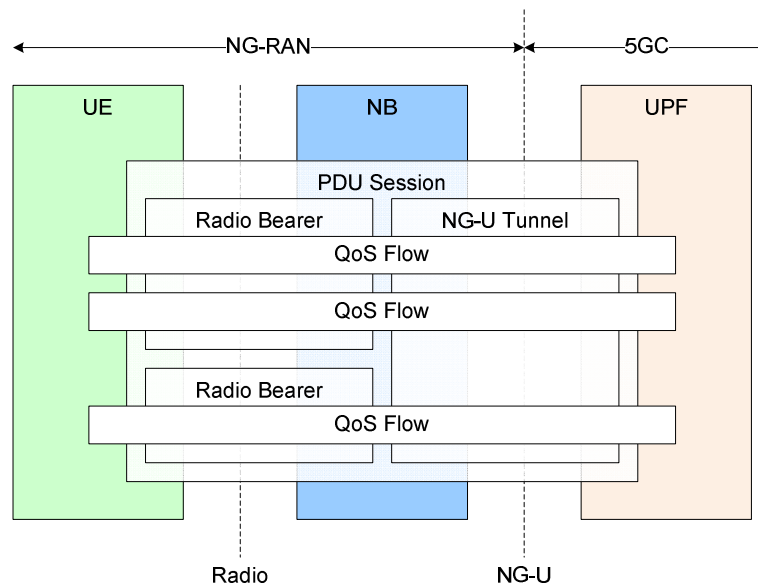 NG-RAN
5GC
UE
NB
UPF
PDU Session
Radio Bearer
NG-U Tunnel
QoS Flow
QoS Flow
Radio Bearer
QoS Flow
Radio
NG-U